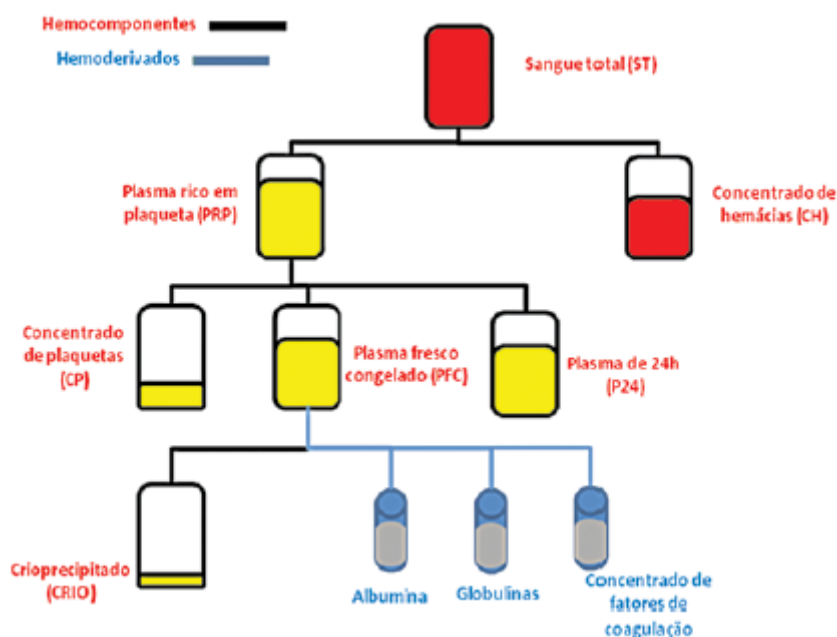 Hemocomponentes
Hemoderivados
Sangue total (ST)
Plasma rico em
plaqueta (PRP)
Concentrado de
hemácias (CH)
Concentrado
de plaquetas
(CP)
Plasma fresco
congelado (PFC)
Plasma de 24h
(P24)
Crioprecipitado
(CRIO)
Albumina
Globulinas
Concentrado de
fatores de
coagulação